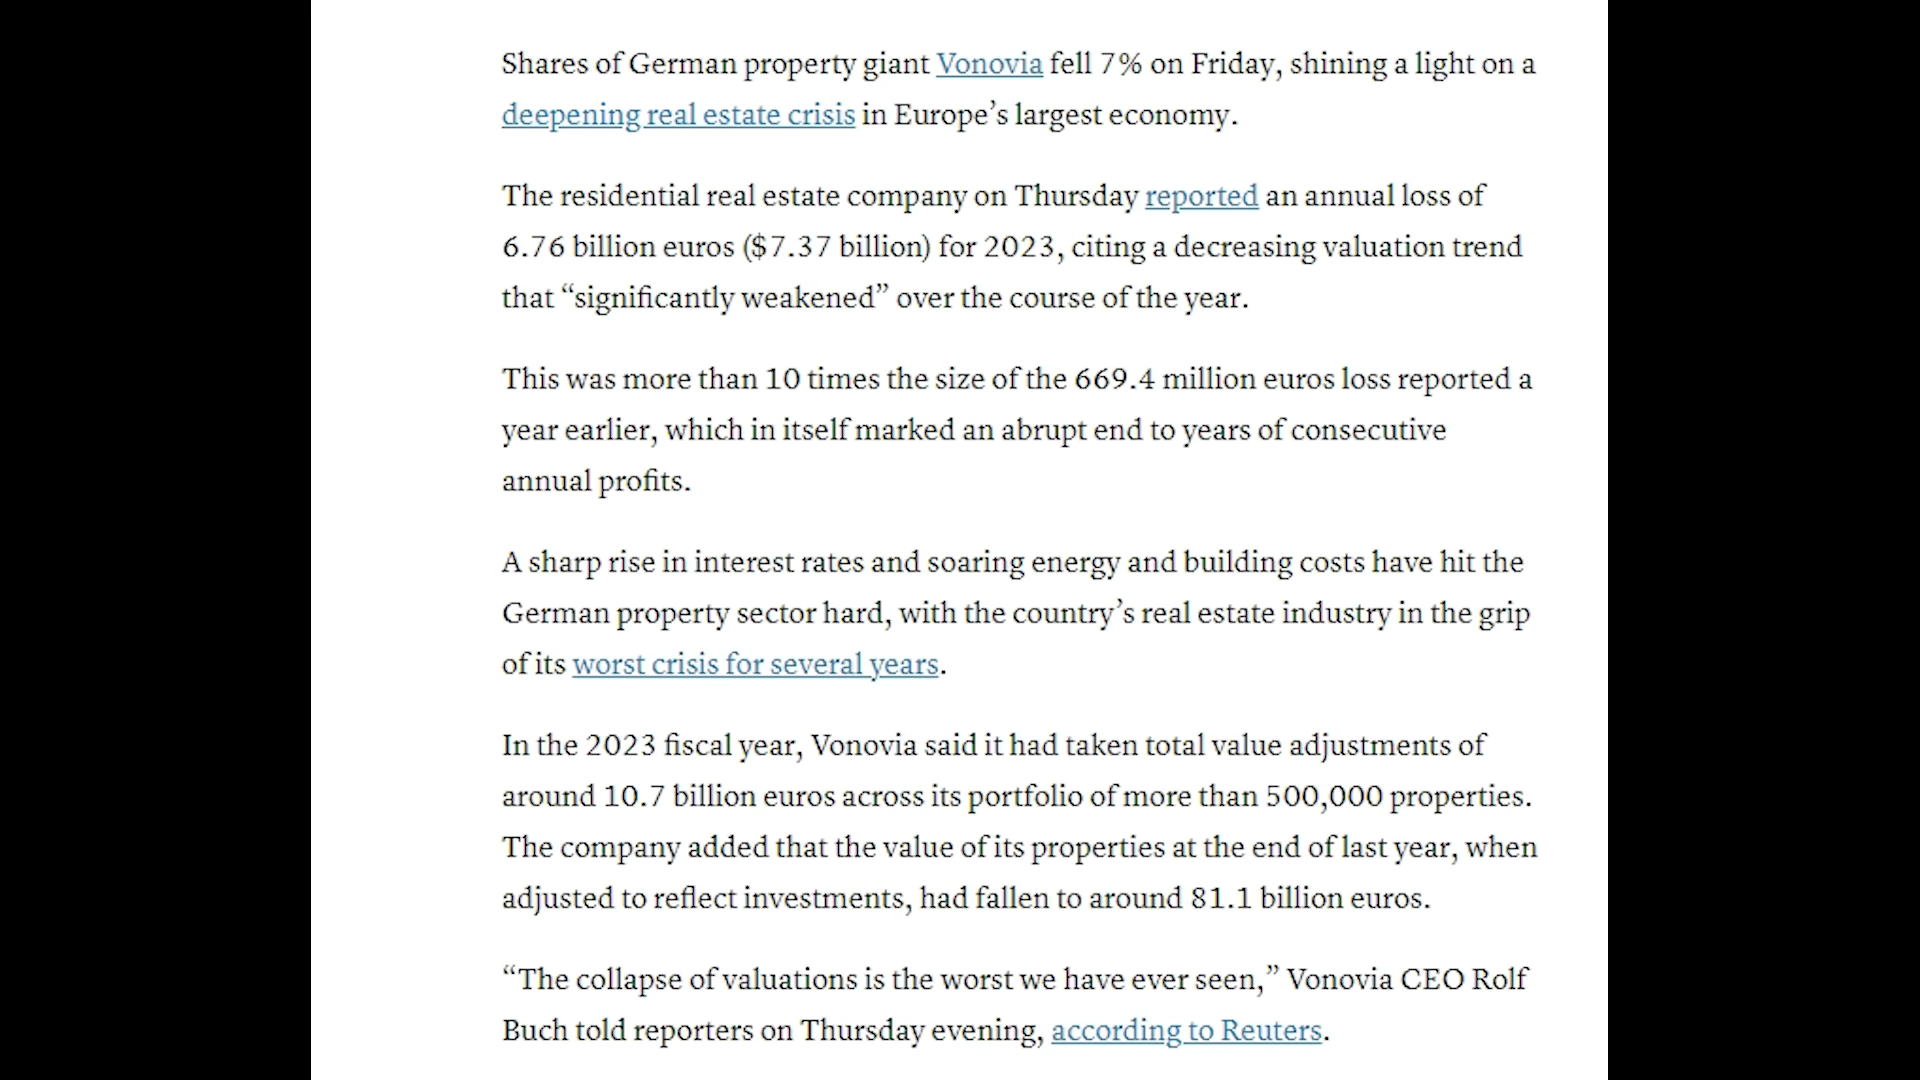 Shares of German property giant Vonovia fell 7% on Friday, shining a light on a
deepening real estate crisis in Europe’s largest economy.
The residential real estate company on Thursday reported an annual loss of
6.76 billion euros ($7.37 billion) for 2023, citing a decreasing valuation trend
that “significantly weakened” over the course of the year.
This was more than 10 times the size of the 669.4 million euros loss reported a
year earlier, which in itself marked an abrupt end to years of consecutive
annual profits.
A sharp rise in interest rates and soaring energy and building costs have hit the
German property sector hard, with the country’s real estate industry in the grip
of its worst crisis for several years.
In the 2023 fiscal year, Vonovia said it had taken total value adjustments of
around 10.7 billion euros across its portfolio of more than 500,000 properties.
The company added that the value of its properties at the end of last year, when
adjusted to reflect investments, had fallen to around 81.1 billion euros.
“The collapse of valuations is the worst we have ever seen,” Vonovia CEO Rolf
Buch told reporters on Thursday evening, according to Reuters.